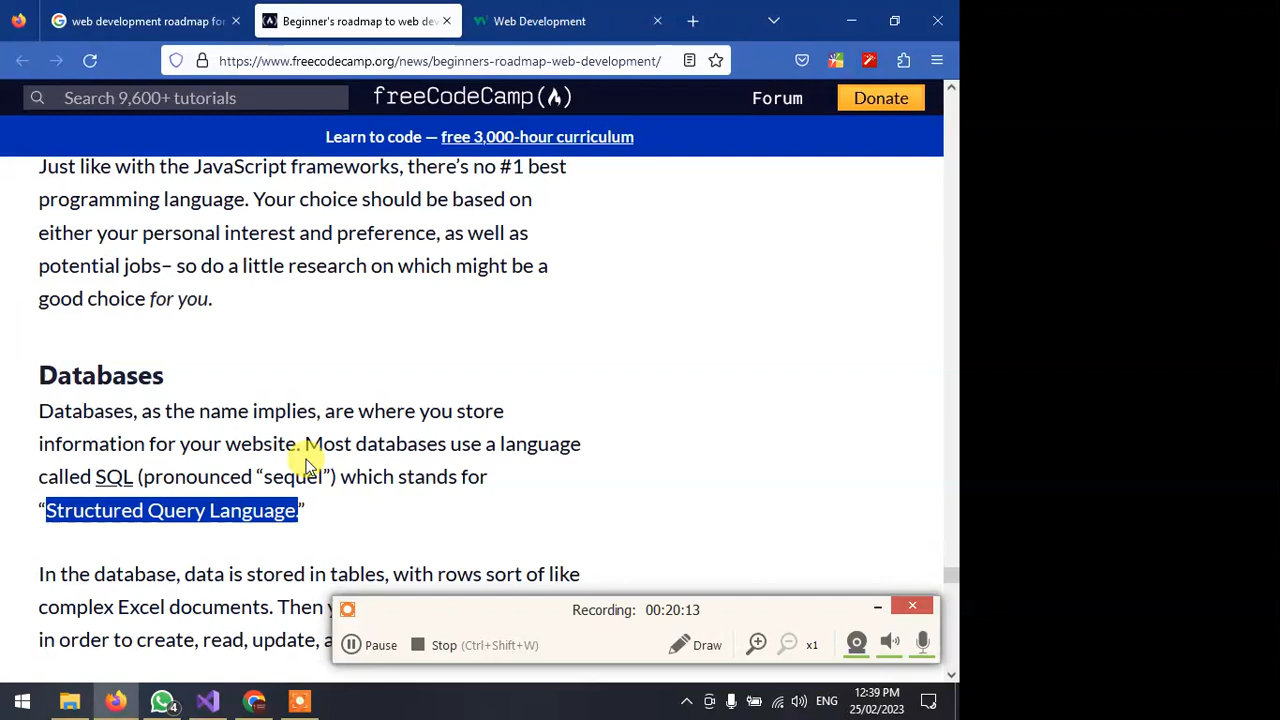 web development roadmap for
Beginner's roadmap to web dev
Web Development
https://www.freecodecamp.org/news/beginners-roadmap-web-development/
Search 9,600+ tutorials
freeCodeCamp
Forum
Donate
Learn to code — free 3,000-hour curriculum
Just like with the JavaScript frameworks, there's no #1 best
programming language. Your choice should be based on
either your personal interest and preference, as well as
potential jobs– so do a little research on which might be a
good choice for you.
Databases
Databases, as the name implies, are where you store
information for your website. Most databases use a language
called SQL (pronounced “sequel”) which stands for
“Structured Query Language.”
In the database, data is stored in tables, with rows sort of like
complex Excel documents. Then
in order to create, read, update,
Recording: 00:20:13
Pause
Stop (Ctrl+Shift+W)
Draw
x1
4
ENG
12:39 PM
25/02/2023